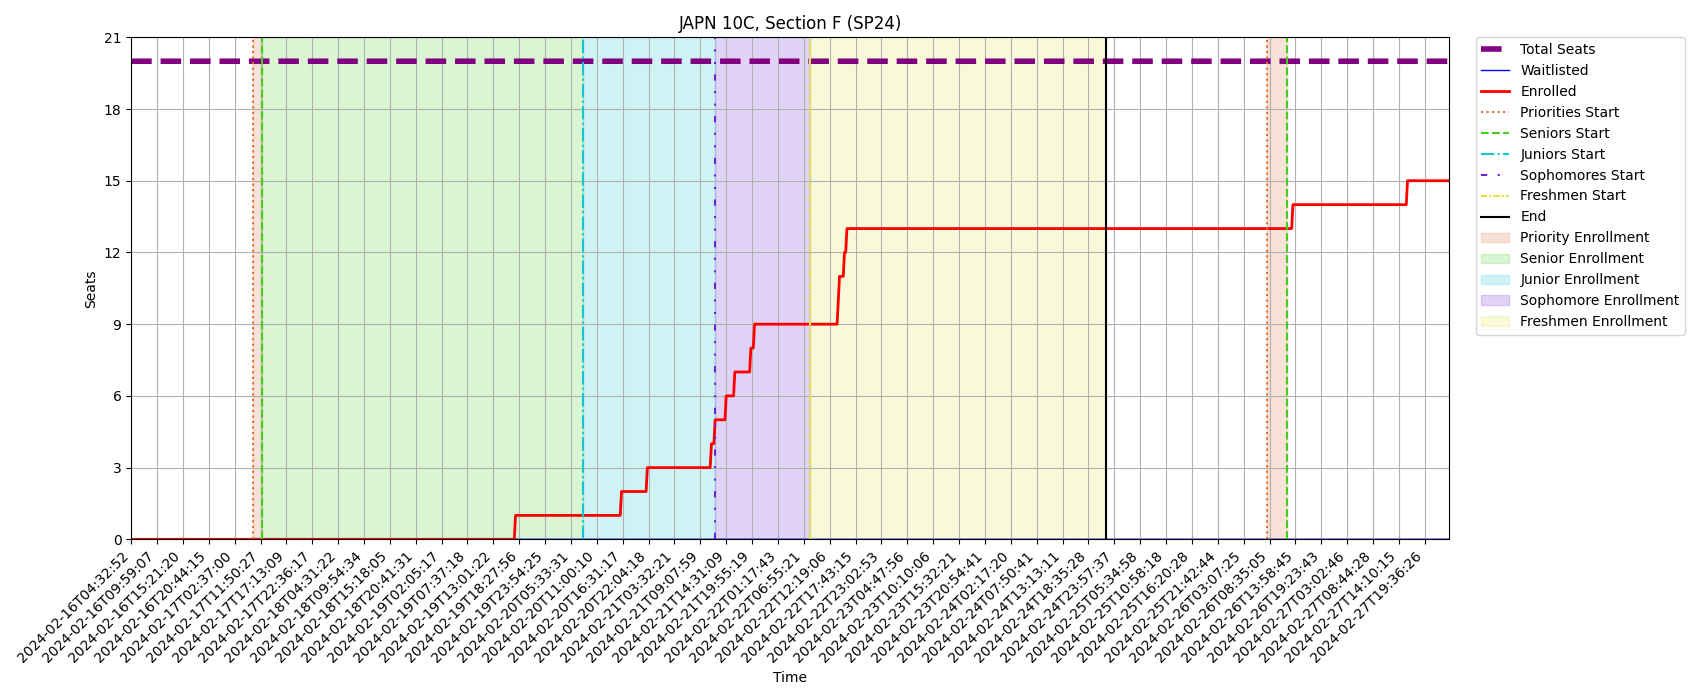 JAPN 10C, Section F (SP24)
21
18
15
12
9
6
3
0
Seats
2024-02-16T04:32:52
2024-02-16T09:59:07
2024-02-16T15:21:20
2024-02-16T20:44:15
2024-02-17T02:37:00
2024-02-17T11:50:27
2024-02-17T17:13:09
2024-02-17T22:36:17
2024-02-18T04:31:22
2024-02-18T09:54:34
2024-02-18T15:18:05
2024-02-18T20:41:31
2024-02-19T02:05:17
2024-02-19T07:37:18
2024-02-19T13:01:22
2024-02-19T18:27:56
2024-02-19T23:54:25
2024-02-20T05:33:31
2024-02-20T11:00:10
2024-02-20T16:31:17
2024-02-20T22:04:18
2024-02-21T03:32:21
2024-02-21T09:07:59
2024-02-21T14:31:09
2024-02-21T19:55:19
2024-02-22T01:17:43
2024-02-22T06:55:21
2024-02-22T12:19:06
2024-02-22T17:43:15
2024-02-22T23:02:53
2024-02-23T04:47:56
2024-02-23T10:10:06
2024-02-23T15:32:21
2024-02-23T20:54:41
2024-02-24T02:17:20
2024-02-24T07:50:41
2024-02-24T13:13:11
2024-02-24T18:35:28
2024-02-24T23:57:37
2024-02-25T05:34:58
2024-02-25T10:58:18
2024-02-25T16:20:28
2024-02-25T21:42:44
2024-02-26T03:07:25
2024-02-26T08:35:05
2024-02-26T13:58:45
2024-02-26T19:23:43
2024-02-27T03:02:46
2024-02-27T08:44:28
2024-02-27T14:10:15
2024-02-27T19:36:26
Time
Total Seats
Waitlisted
Enrolled
Priorities Start
Seniors Start
Juniors Start
Sophomores Start
Freshmen Start
End
Priority Enrollment
Senior Enrollment
Junior Enrollment
Sophomore Enrollment
Freshmen Enrollment